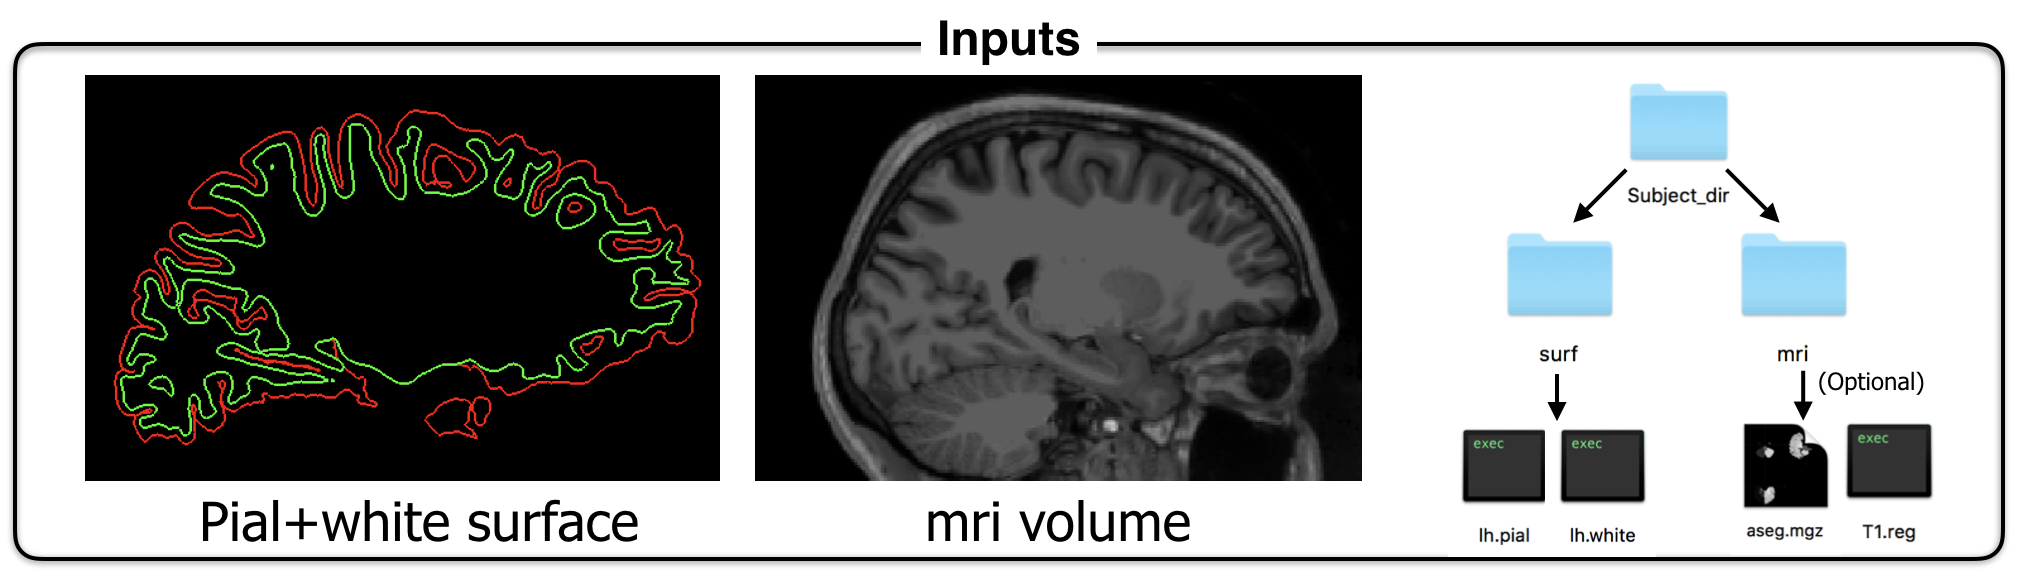 Inputs
Pial+white surface
mri volume
Subject_dir
surf
mri
(Optional)
exec
exec
exec
lh.pial
lh.white
aseg.mgz
T1.reg